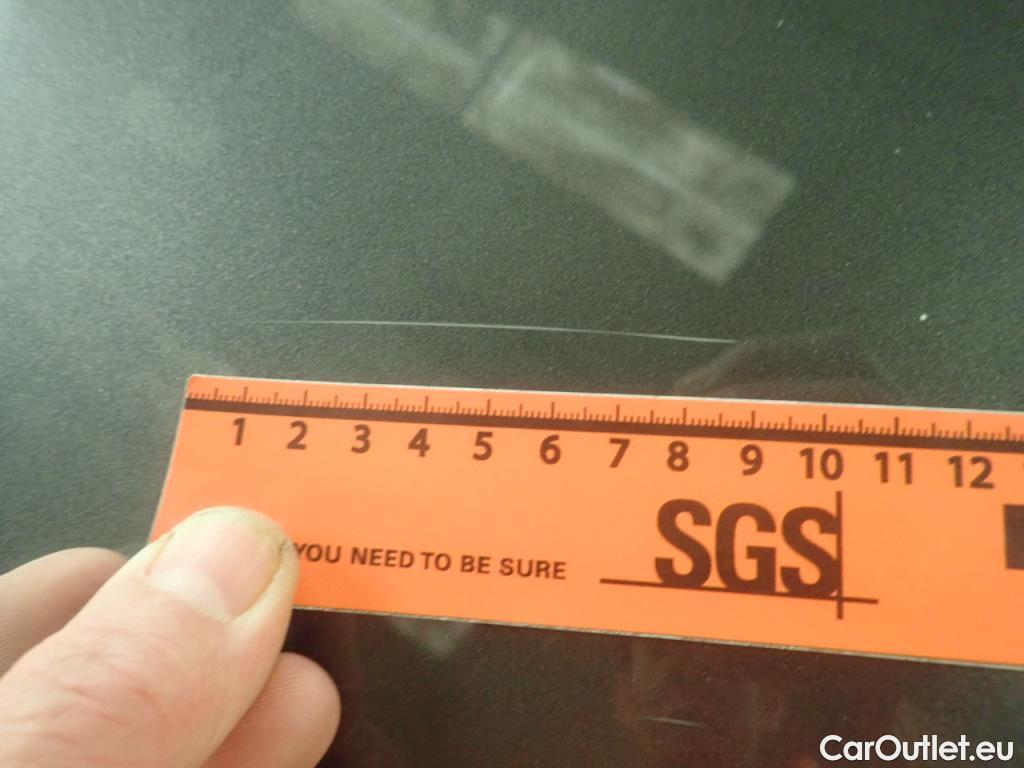 1 2 3 4 5 6 7 8 9 10 11 12
YOU NEED TO BE SURE
SGS
CarOutlet.eu